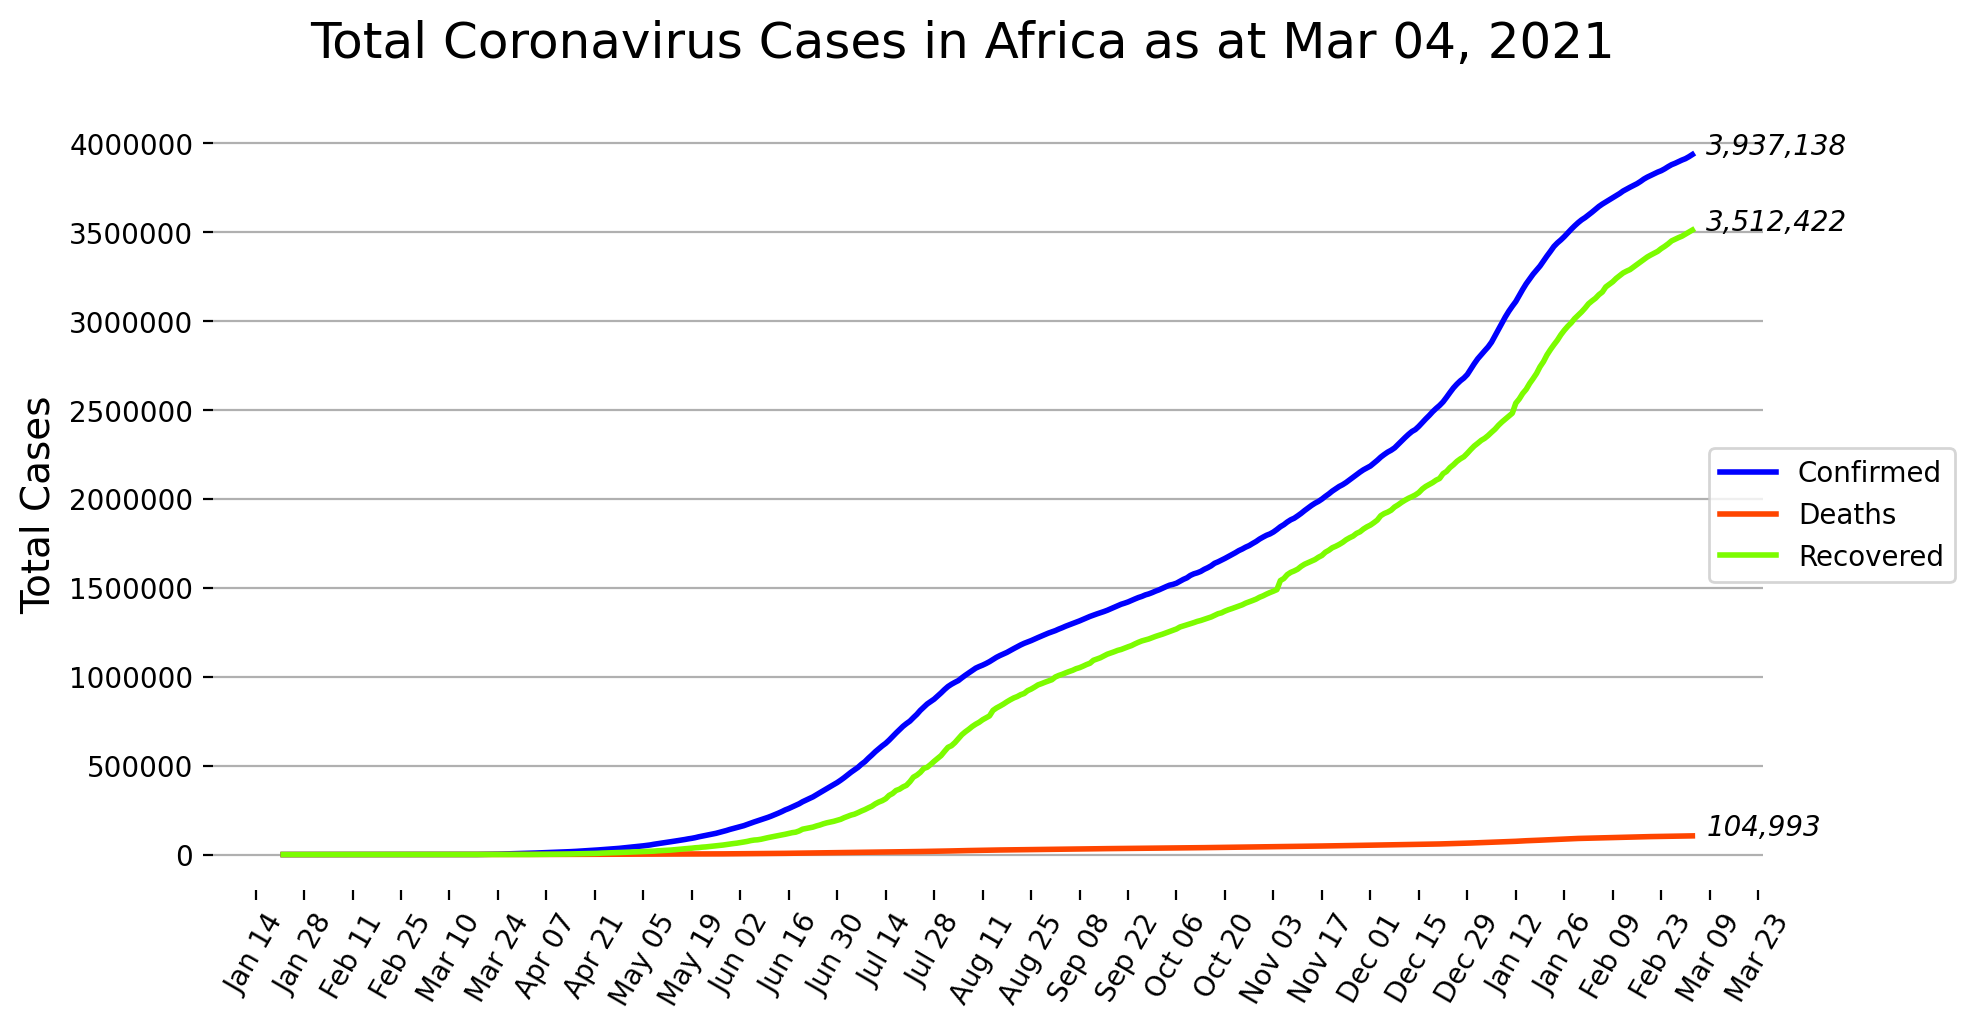 Total Coronavirus Cases in Africa as at Mar 04, 2021
Total Cases
4000000
3500000
3000000
2500000
2000000
1500000
1000000
500000
0
3,937,138
3,512,422
104,993
Confirmed
Deaths
Recovered
Jan 14
Jan 28
Feb 11
Feb 25
Mar 10
Mar 24
Apr 07
Apr 21
May 05
May 19
Jun 02
Jun 16
Jun 30
Jul 14
Jul 28
Aug 11
Aug 25
Sep 08
Sep 22
Oct 06
Oct 20
Nov 03
Nov 17
Dec 01
Dec 15
Dec 29
Jan 12
Jan 26
Feb 09
Feb 23
Mar 09
Mar 23